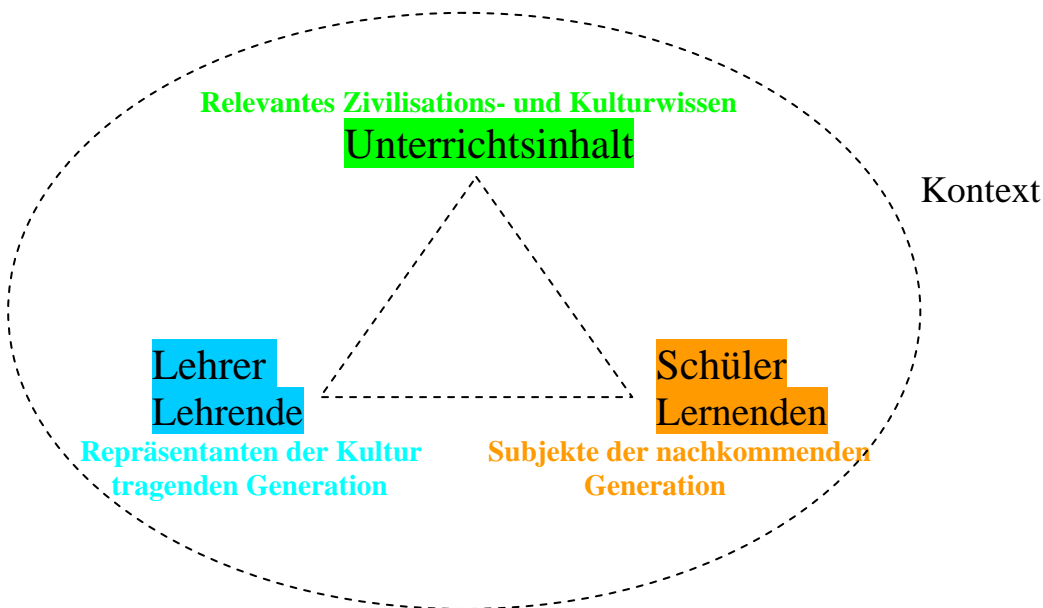 Relevantes Zivilisations- und Kulturwissen
Unterrichtsinhalt
Kontext
Lehrer
Lehrende
Repräsentanten der Kultur
tragenden Generation
Schüler
Lernenden
Subjekte der nachkommenden
Generation